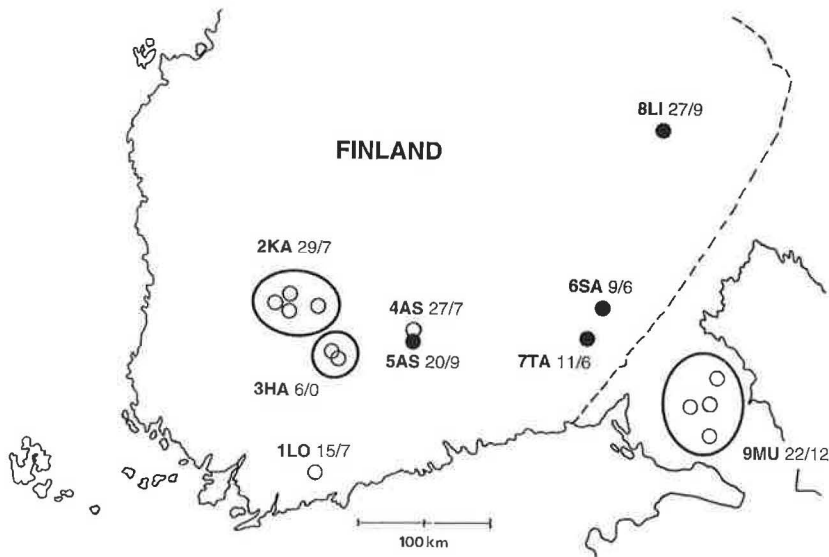 8LI 27/9
FINLAND
2KA 29/7
6SA 9/6
4AS 27/7
5AS 20/9
7TA 11/6
3HA 6/0
9MU 22/12
1LO 15/7
100 km